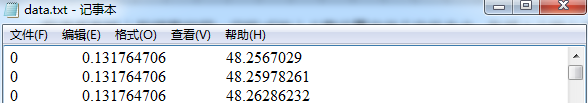 data.txt - 记事本
文件(F) 编辑(E) 格式(O) 查看(V) 帮助(H)
0 0.131764706 48.2567029
0 0.131764706 48.25978261
0 0.131764706 48.26286232